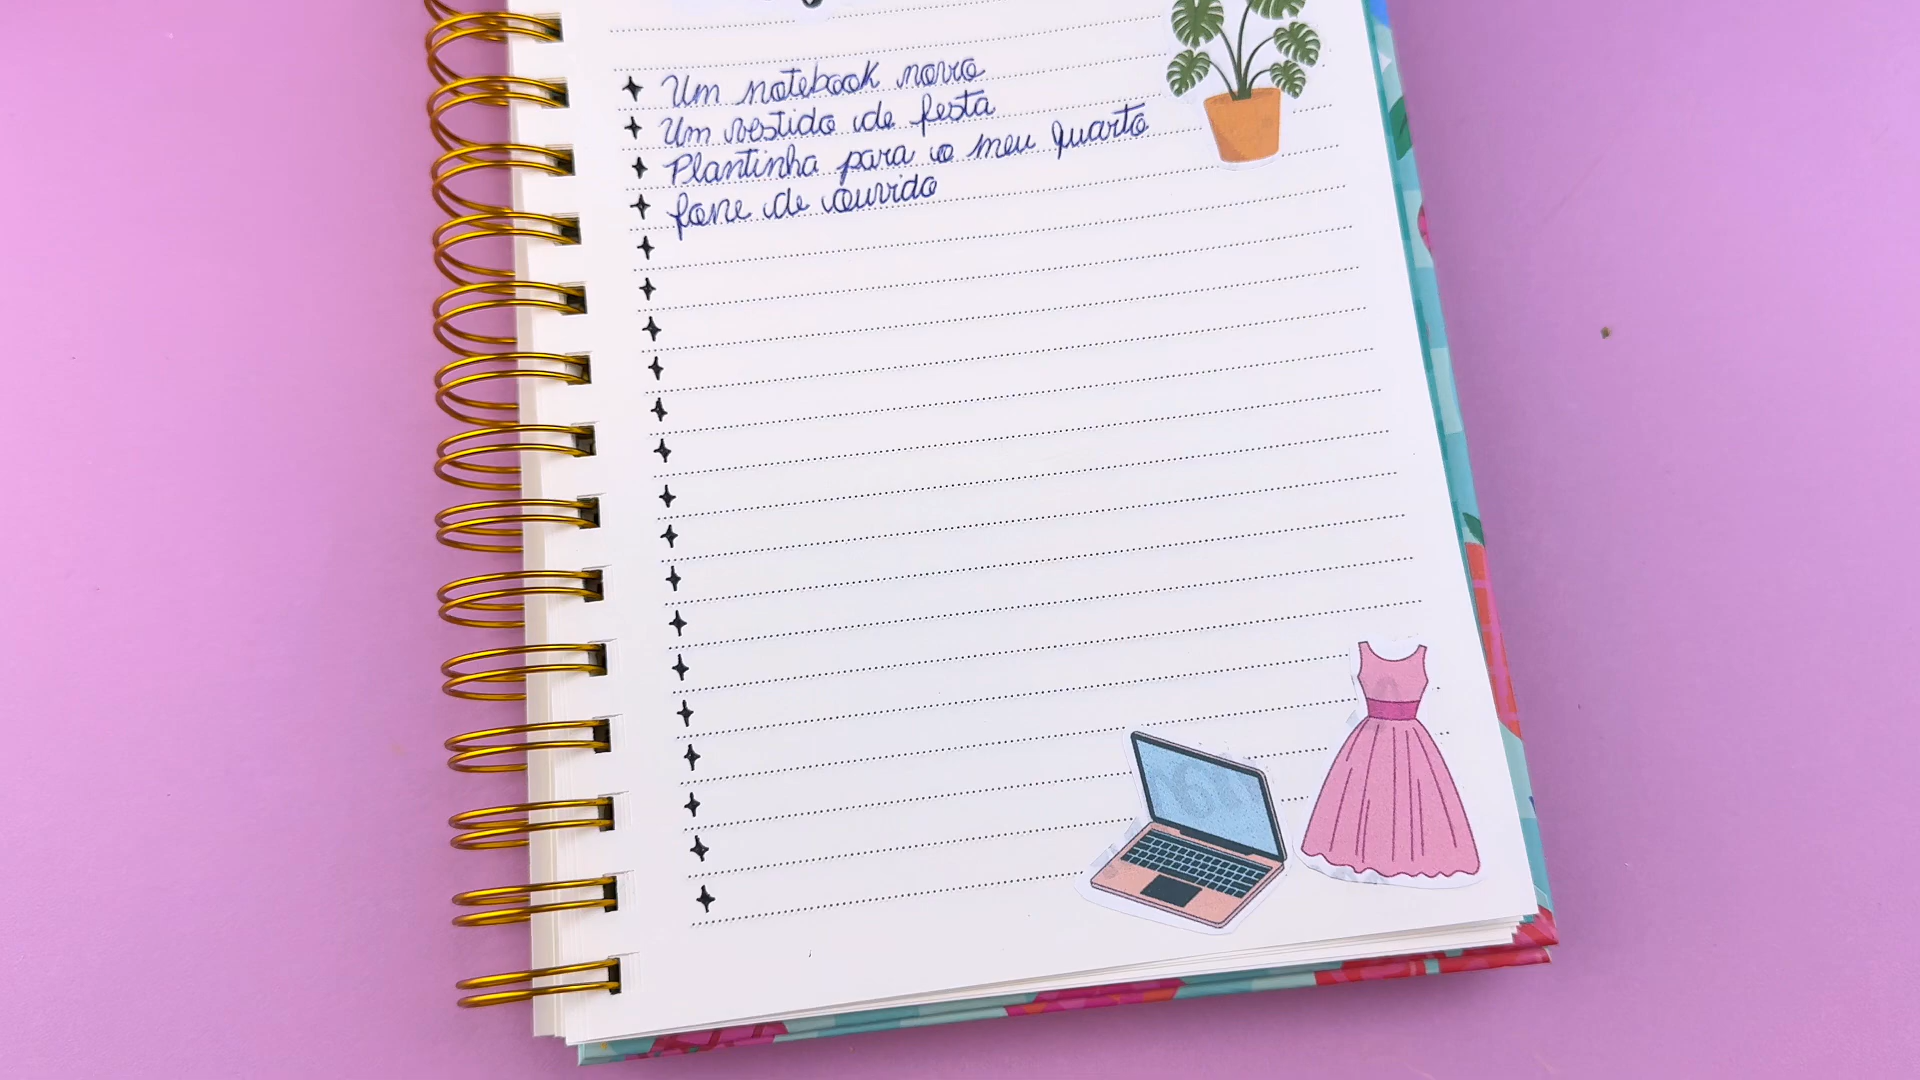 Um notebook novo
Um vestido de festa
Plantinha para o meu quarto
fone de ouvido